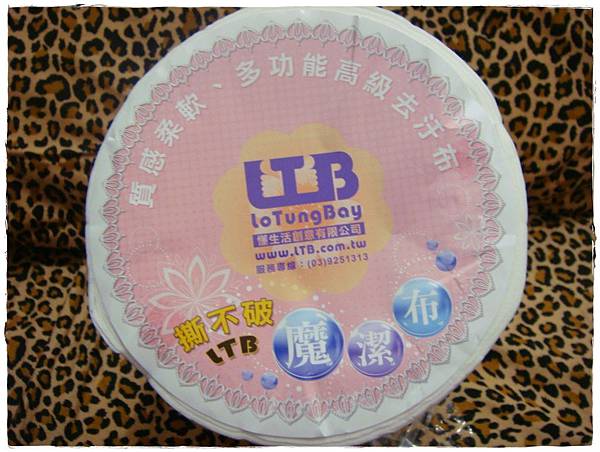 質感柔軟、多功能高級去汙布
LTB
LoTungBay
懂生活創意有限公司
www.LTB.com.tw
服務專線：(03)9251313
撕不破
LTB
魔潔布